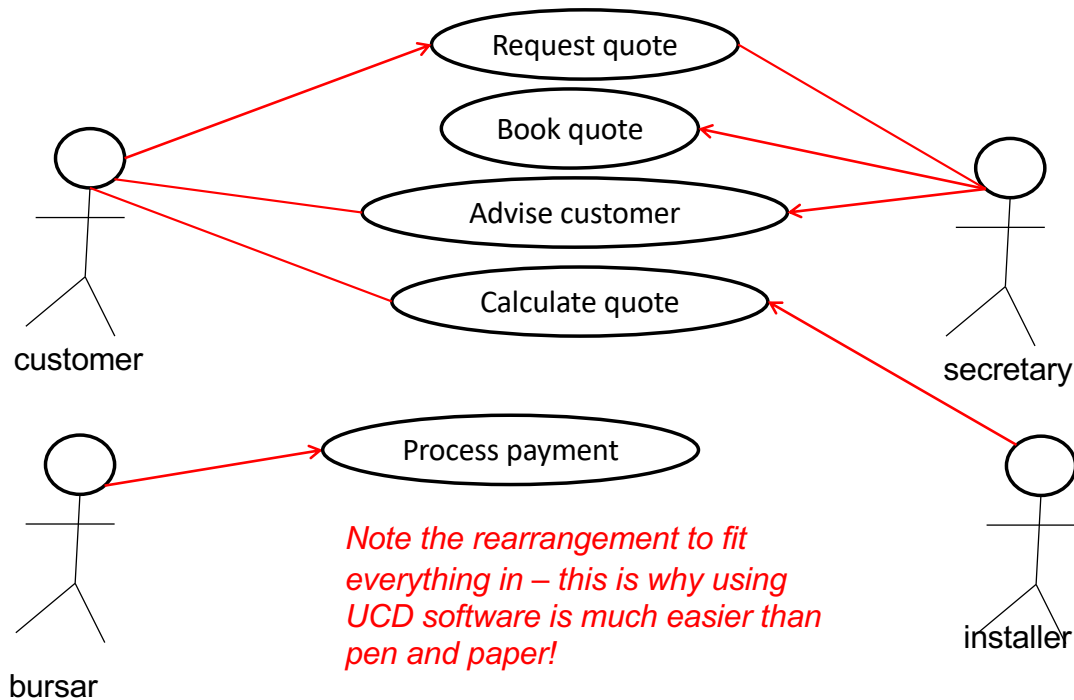 Request quote
Book quote
Advise customer
Calculate quote
customer
secretary
Process payment
Note the rearrangement to fit
everything in – this is why using
UCD software is much easier than
pen and paper!
installer
bursar